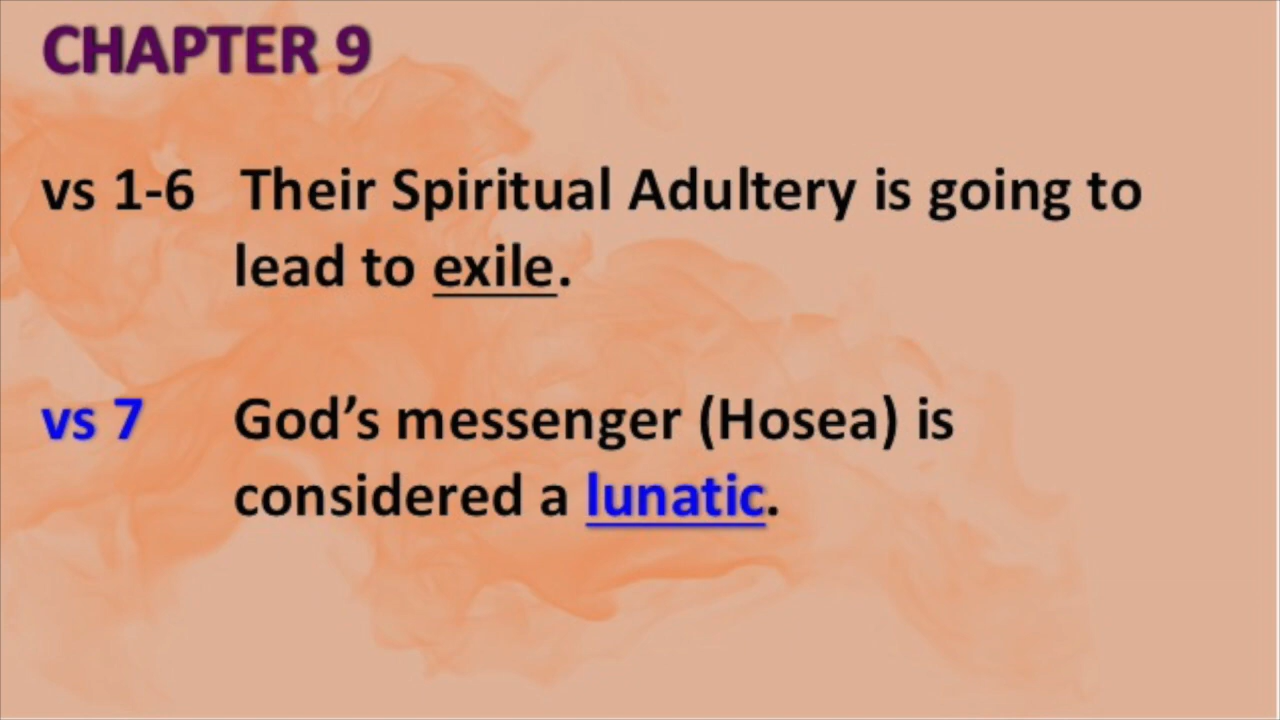 CHAPTER 9
vs 1-6 Their Spiritual Adultery is going to
lead to exile.
vs 7 God’s messenger (Hosea) is
considered a lunatic.